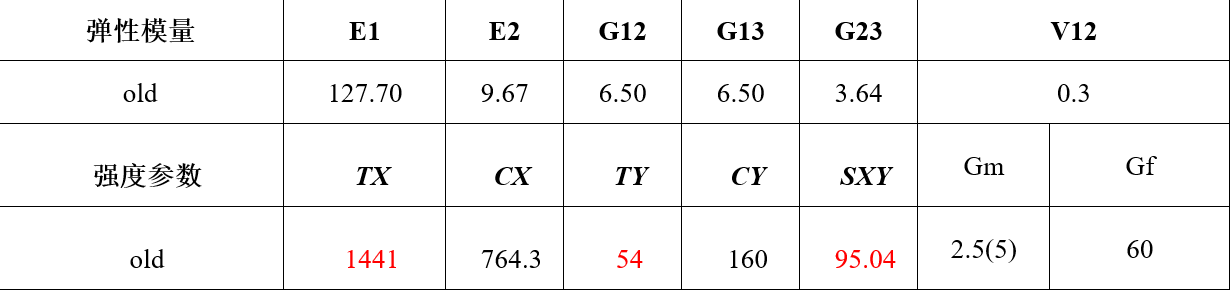 弹性模量 E1 E2 G12 G13 G23 V12
old 127.70 9.67 6.50 6.50 3.64 0.3
强度参数 TX CX TY CY SXY Gm Gf
old 1441 764.3 54 160 95.04 2.5(5) 60